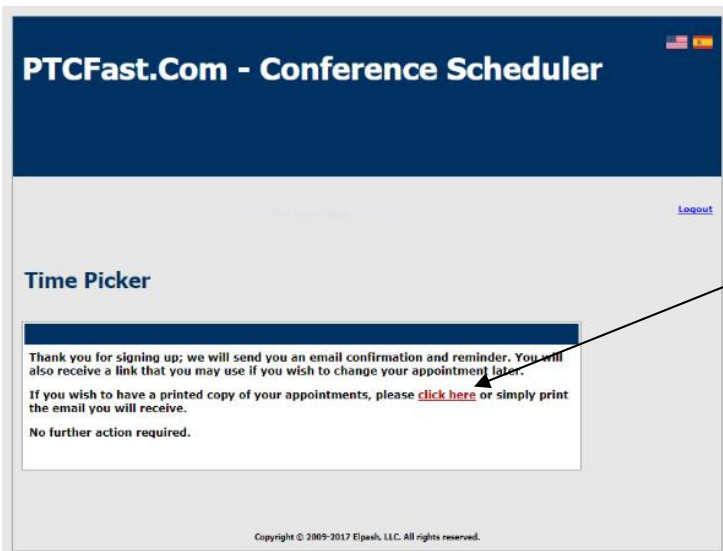 PTCFast.Com - Conference Scheduler
Logout
Time Picker
Thank you for signing up; we will send you an email confirmation and reminder. You will
also receive a link that you may use if you wish to change your appointment later.
If you wish to have a printed copy of your appointments, please click here or simply print
the email you will receive.
No further action required.
Copyright © 2009-2017 Elpash, LLC. All rights reserved.